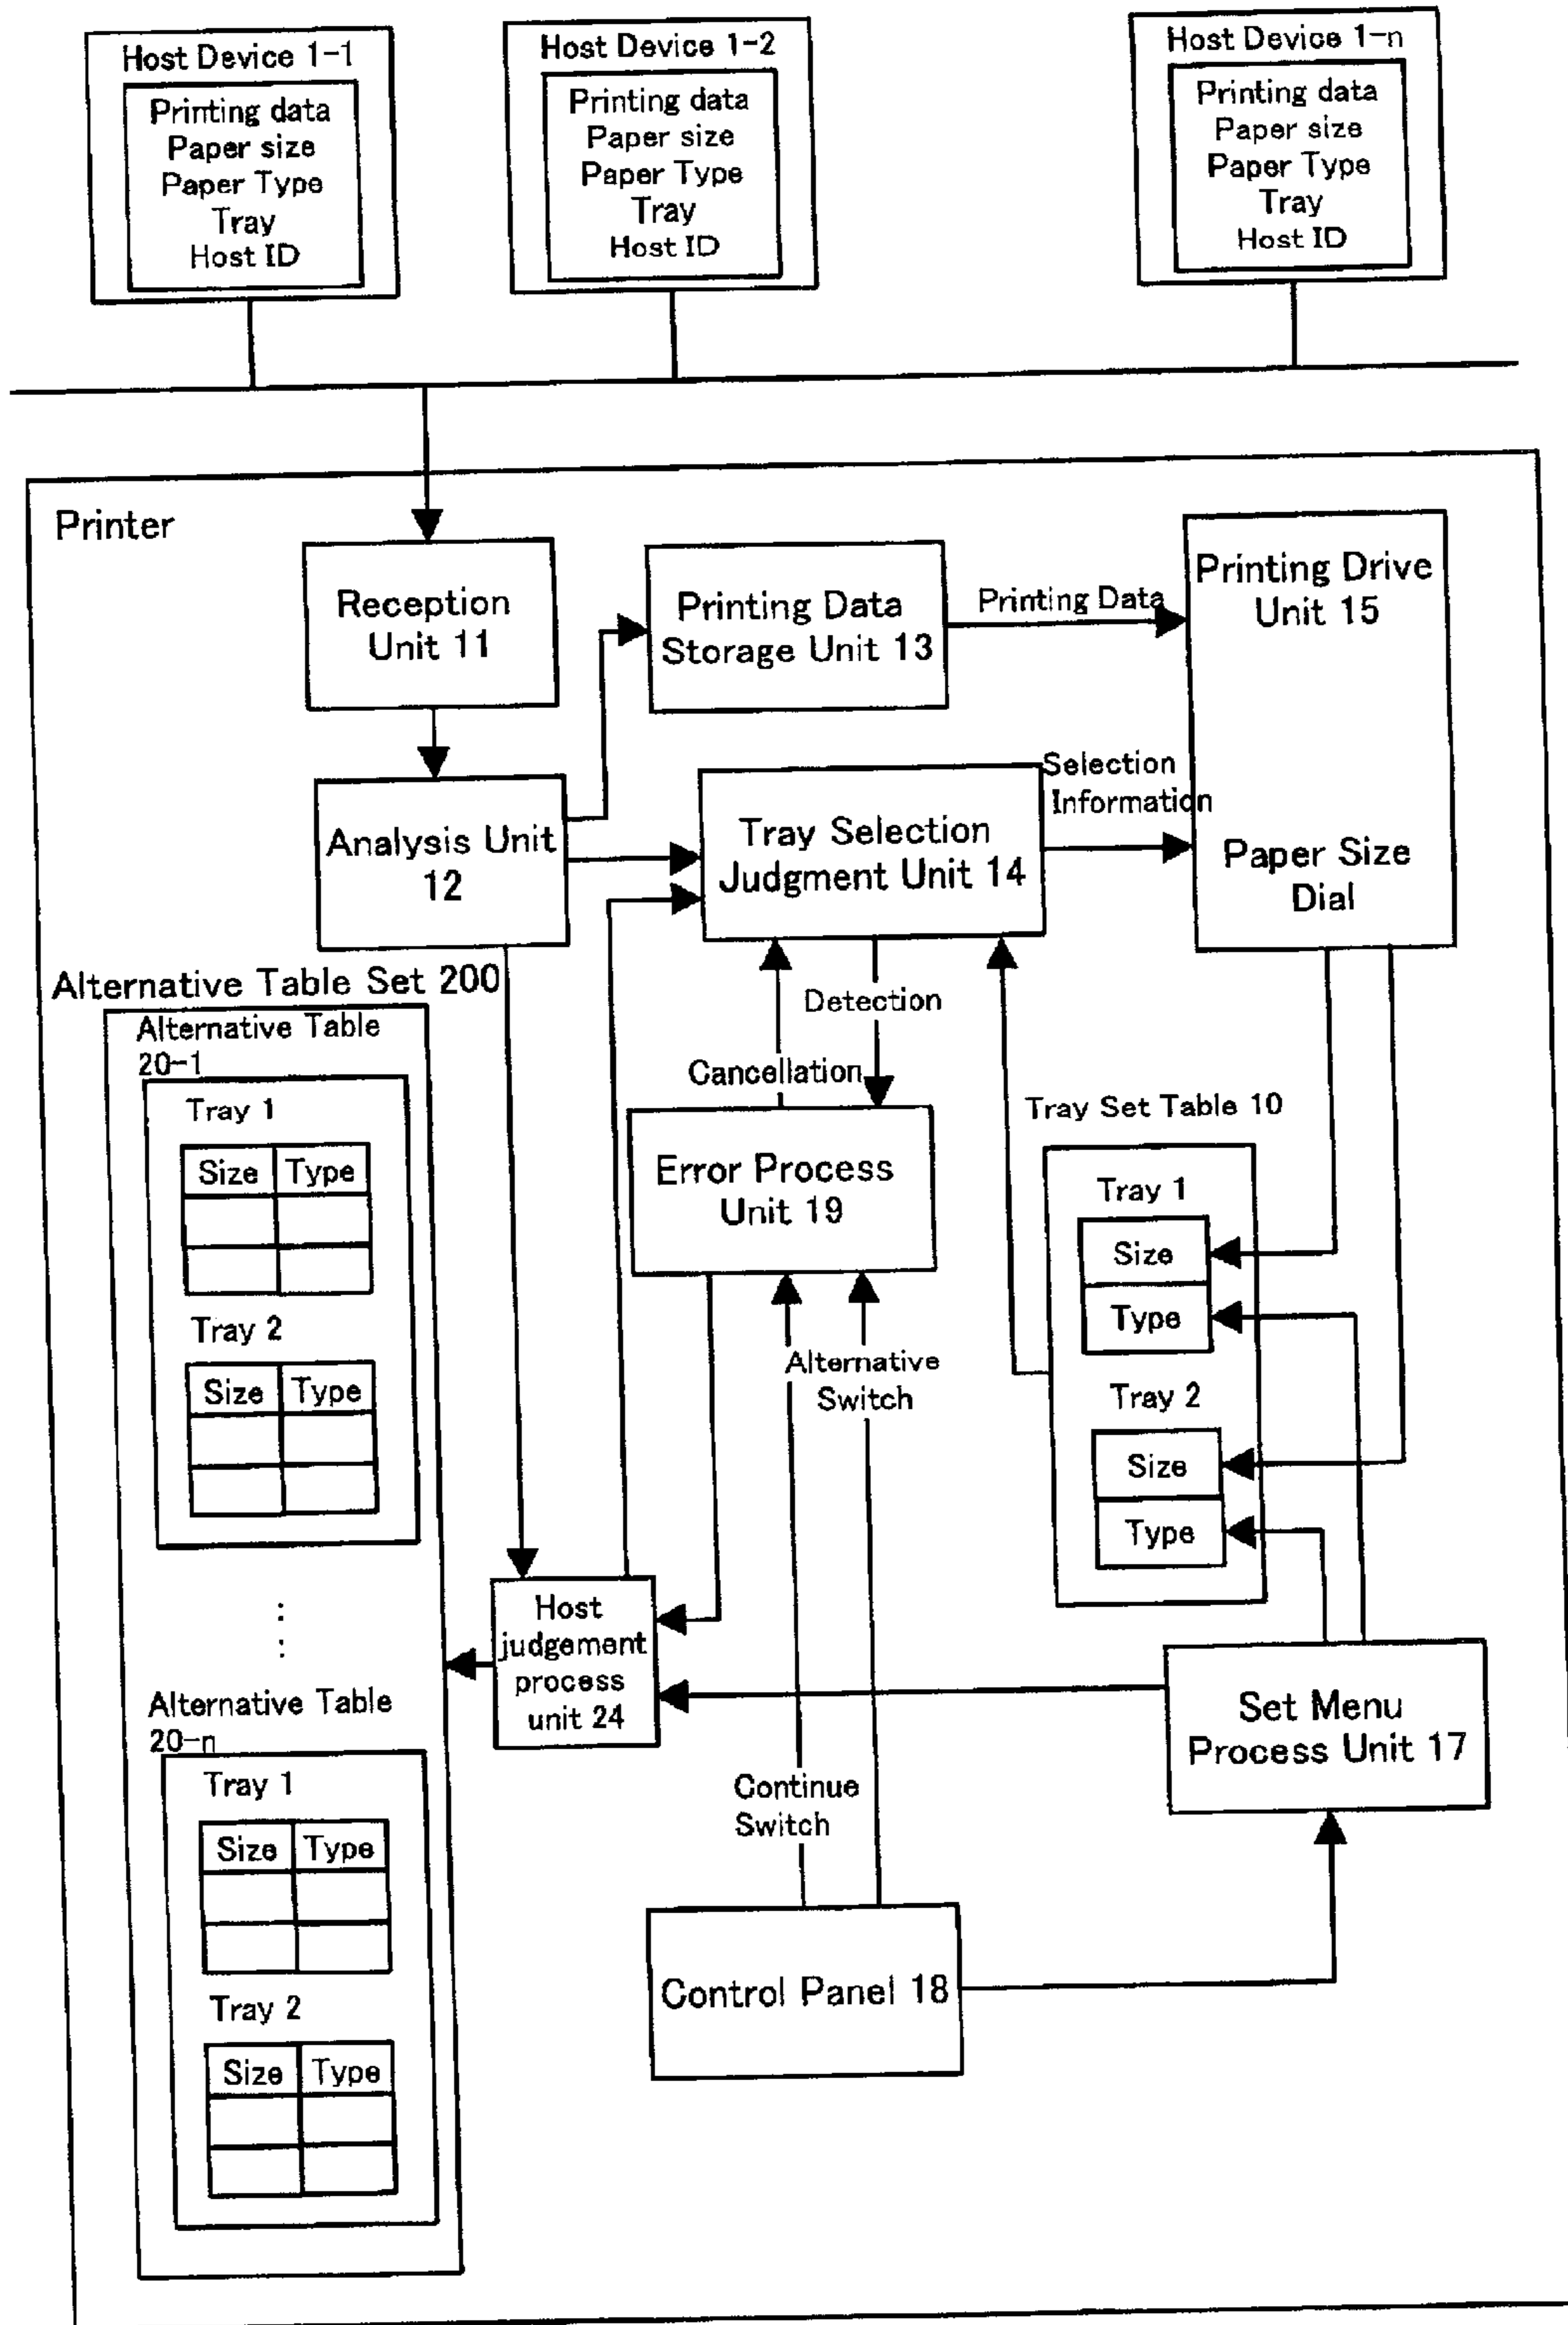 Host Device 1-1
Printing data
Paper size
Paper Type
Tray
Host ID
Host Device 1-2
Printing data
Paper size
Paper Type
Tray
Host ID
Host Device 1-n
Printing data
Paper size
Paper Type
Tray
Host ID
Printer
Reception
Unit 11
Printing Data
Storage Unit 13
Printing Data
Printing Drive
Unit 15
Paper Size
Dial
Analysis Unit
12
Tray Selection
Judgment Unit 14
Selection
Information
Alternative Table Set 200
Alternative Table
20-1
Tray 1
Size Type
Tray 2
Size Type
:
:
Alternative Table
20-n
Tray 1
Size Type
Tray 2
Size Type
Detection
Cancellation
Error Process
Unit 19
Tray Set Table 10
Tray 1
Size
Type
Tray 2
Size
Type
Alternative
Switch
Host
judgement
process
unit 24
Set Menu
Process Unit 17
Continue
Switch
Control Panel 18